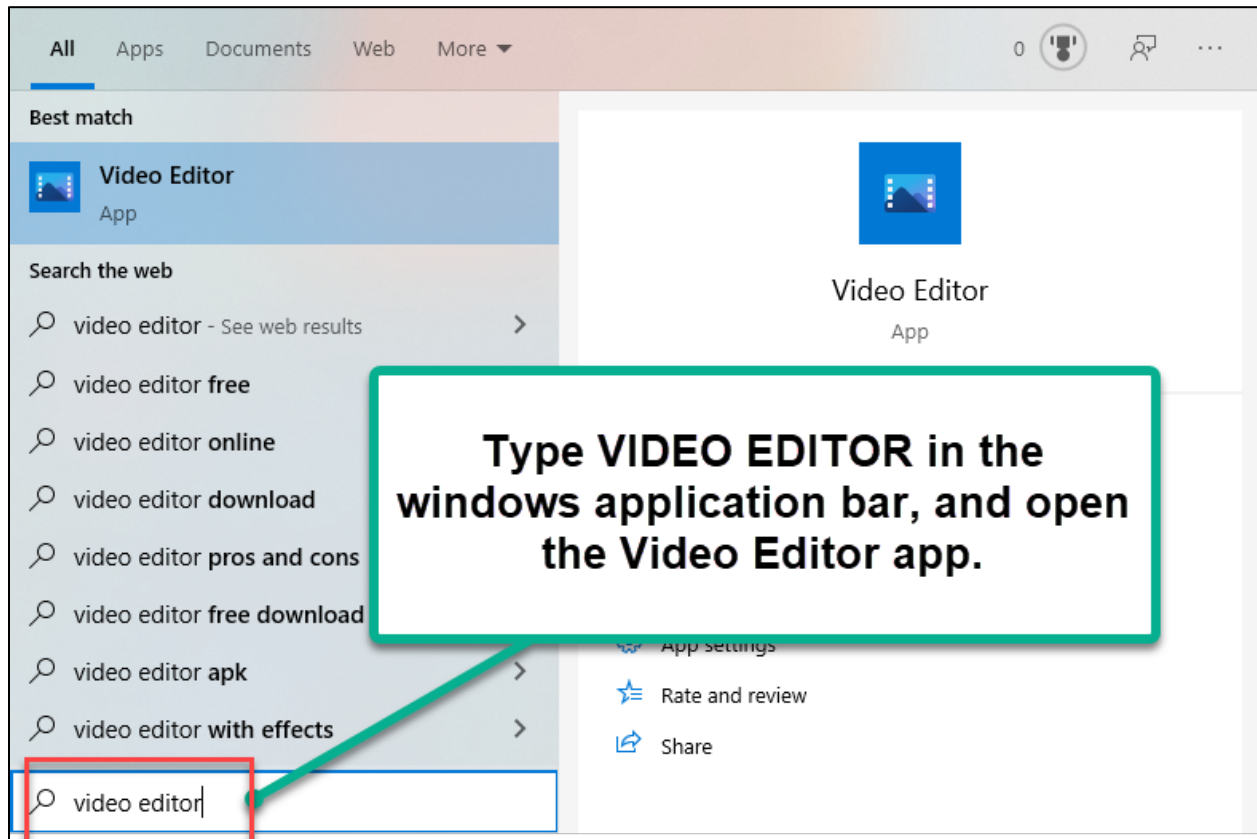 All Apps Documents Web More 0
Best match
Video Editor
App
Search the web
video editor - See web results
video editor free
video editor online
video editor download
video editor pros and cons
video editor free download
video editor apk
video editor with effects
video editor
Video Editor
App
Type VIDEO EDITOR in the
windows application bar, and open
the Video Editor app.
App settings
Rate and review
Share